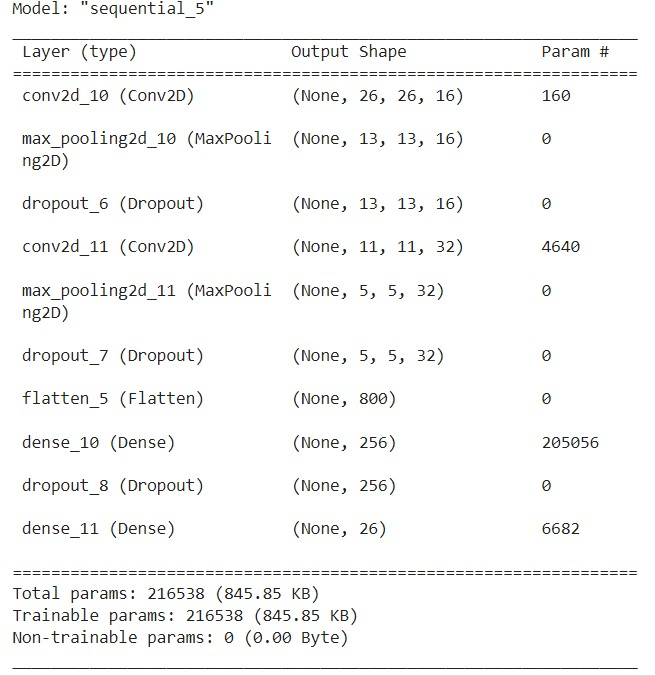 Model: "sequential_5"
_________________________________________________________________
Layer (type) Output Shape Param #
=================================================================
conv2d_10 (Conv2D) (None, 26, 26, 16) 160
max_pooling2d_10 (MaxPooli (None, 13, 13, 16) 0
ng2D)
dropout_6 (Dropout) (None, 13, 13, 16) 0
conv2d_11 (Conv2D) (None, 11, 11, 32) 4640
max_pooling2d_11 (MaxPooli (None, 5, 5, 32) 0
ng2D)
dropout_7 (Dropout) (None, 5, 5, 32) 0
flatten_5 (Flatten) (None, 800) 0
dense_10 (Dense) (None, 256) 205056
dropout_8 (Dropout) (None, 256) 0
dense_11 (Dense) (None, 26) 6682
=================================================================
Total params: 216538 (845.85 KB)
Trainable params: 216538 (845.85 KB)
Non-trainable params: 0 (0.00 Byte)
_________________________________________________________________